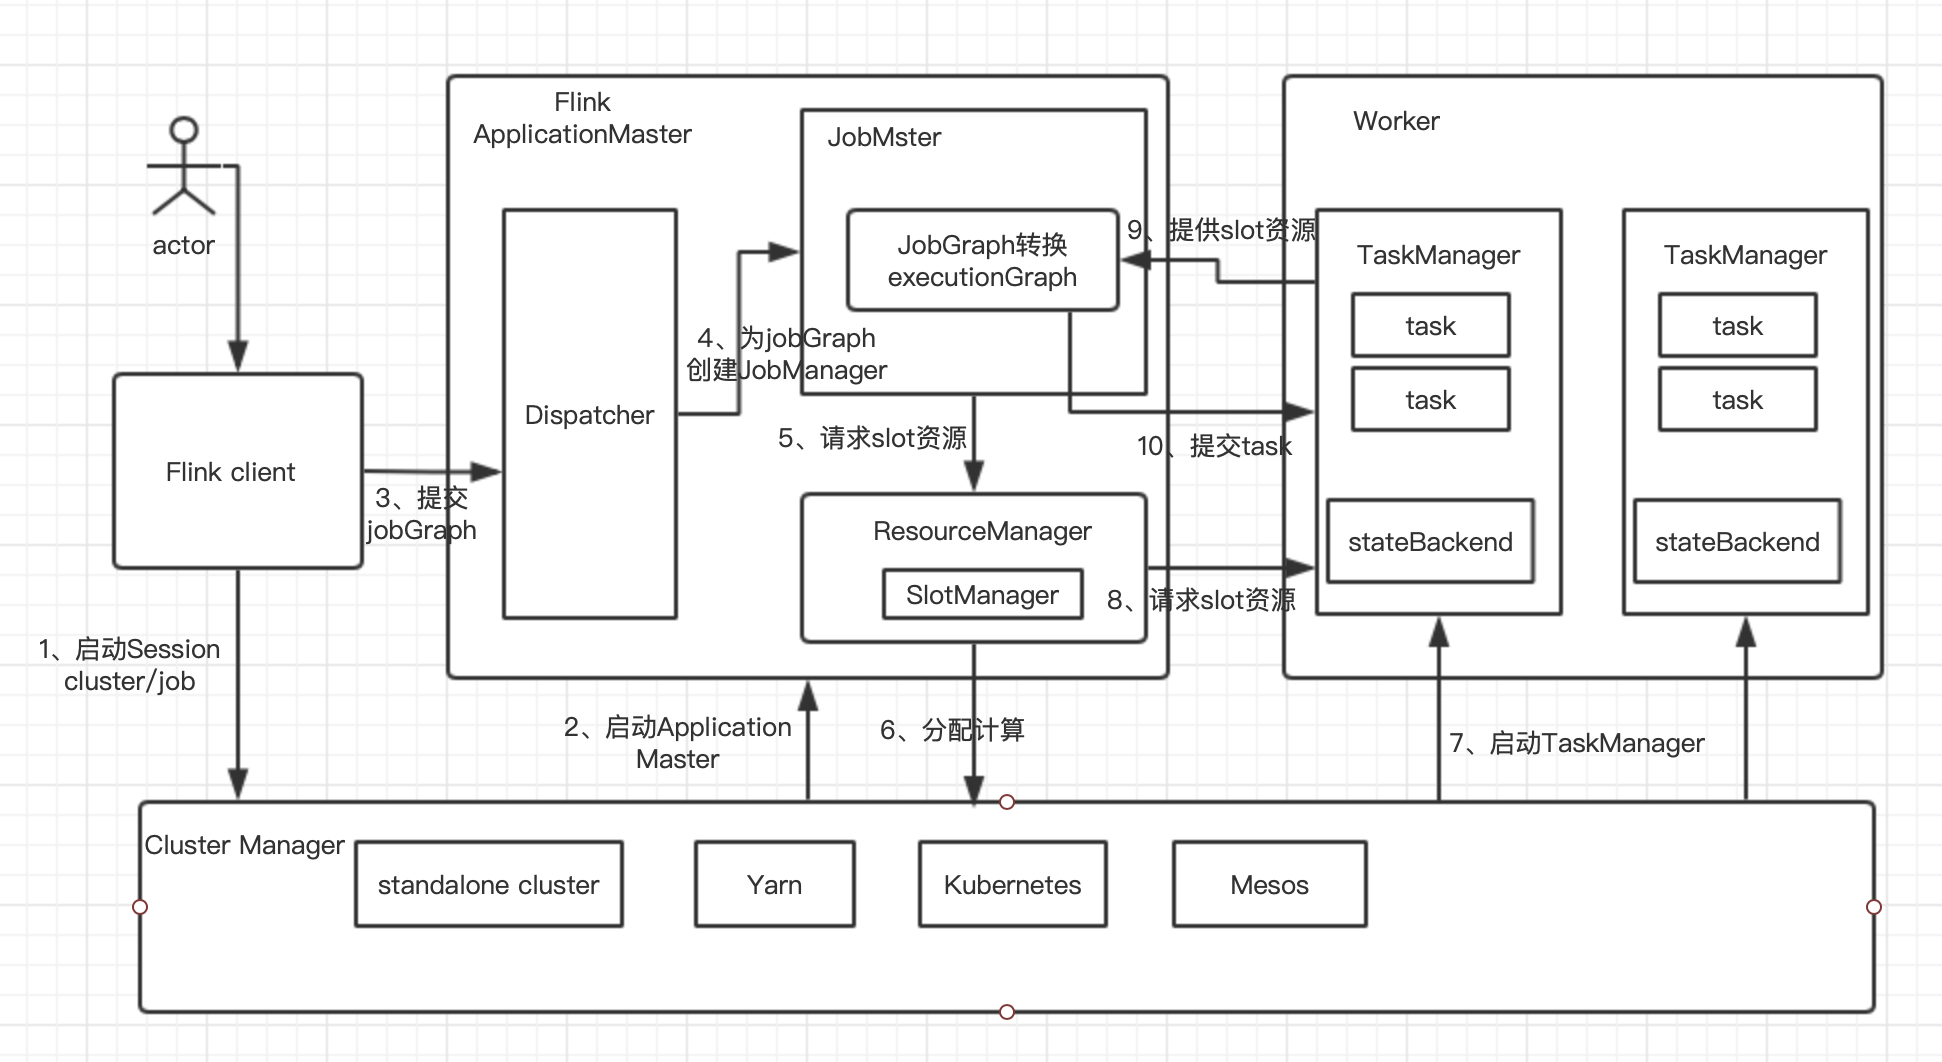 Flink
ApplicationMaster
JobMster
Worker
actor
JobGraph转换
executionGraph
9、提供slot资源
TaskManager
TaskManager
task
task
task
task
4、为jobGraph
创建JobManager
Dispatcher
5、请求slot资源
10、提交task
Flink client
3、提交
jobGraph
ResourceManager
SlotManager
8、请求slot资源
stateBackend
stateBackend
1、启动Session
cluster/job
2、启动Application
Master
6、分配计算
7、启动TaskManager
Cluster Manager
standalone cluster
Yarn
Kubernetes
Mesos